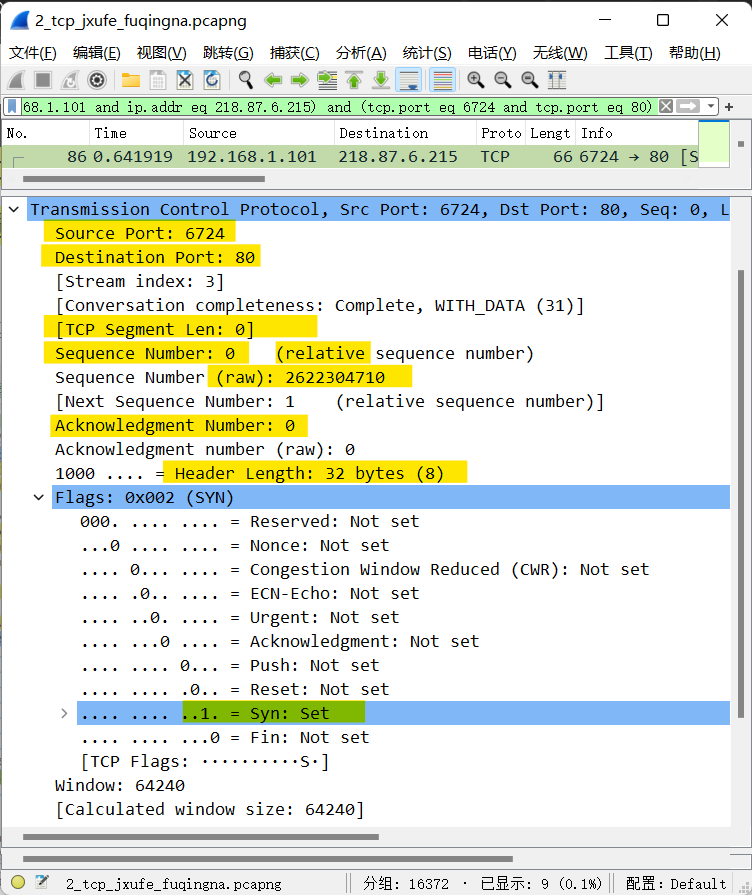 2_tcp_jxufe_fuqingna.pcapng
文件(F) 编辑(E) 视图(V) 跳转(G) 捕获(C) 分析(A) 统计(S) 电话(Y) 无线(W) 工具(T) 帮助(H)
68.1.101 and ip.addr eq 218.87.6.215) and (tcp.port eq 6724 and tcp.port eq 80)
No. Time Source Destination Proto Lengt Info
86 0.641919 192.168.1.101 218.87.6.215 TCP 66 6724 → 80 [S
Transmission Control Protocol, Src Port: 6724, Dst Port: 80, Seq: 0, L
Source Port: 6724
Destination Port: 80
[Stream index: 3]
[Conversation completeness: Complete, WITH_DATA (31)]
[TCP Segment Len: 0]
Sequence Number: 0 (relative sequence number)
Sequence Number (raw): 2622304710
[Next Sequence Number: 1 (relative sequence number)]
Acknowledgment Number: 0
Acknowledgment number (raw): 0
1000 .... = Header Length: 32 bytes (8)
Flags: 0x002 (SYN)
000. .... .... = Reserved: Not set
...0 .... .... = Nonce: Not set
.... 0... .... = Congestion Window Reduced (CWR): Not set
.... .0.. .... = ECN-Echo: Not set
.... ..0. .... = Urgent: Not set
.... ...0 .... = Acknowledgment: Not set
.... .... 0... = Push: Not set
.... .... .0.. = Reset: Not set
.... .... ..1. = Syn: Set
.... .... ...0 = Fin: Not set
[TCP Flags: ··········S·]
Window: 64240
[Calculated window size: 64240]
2_tcp_jxufe_fuqingna.pcapng 分组: 16372 · 已显示: 9 (0.1%) 配置: Default